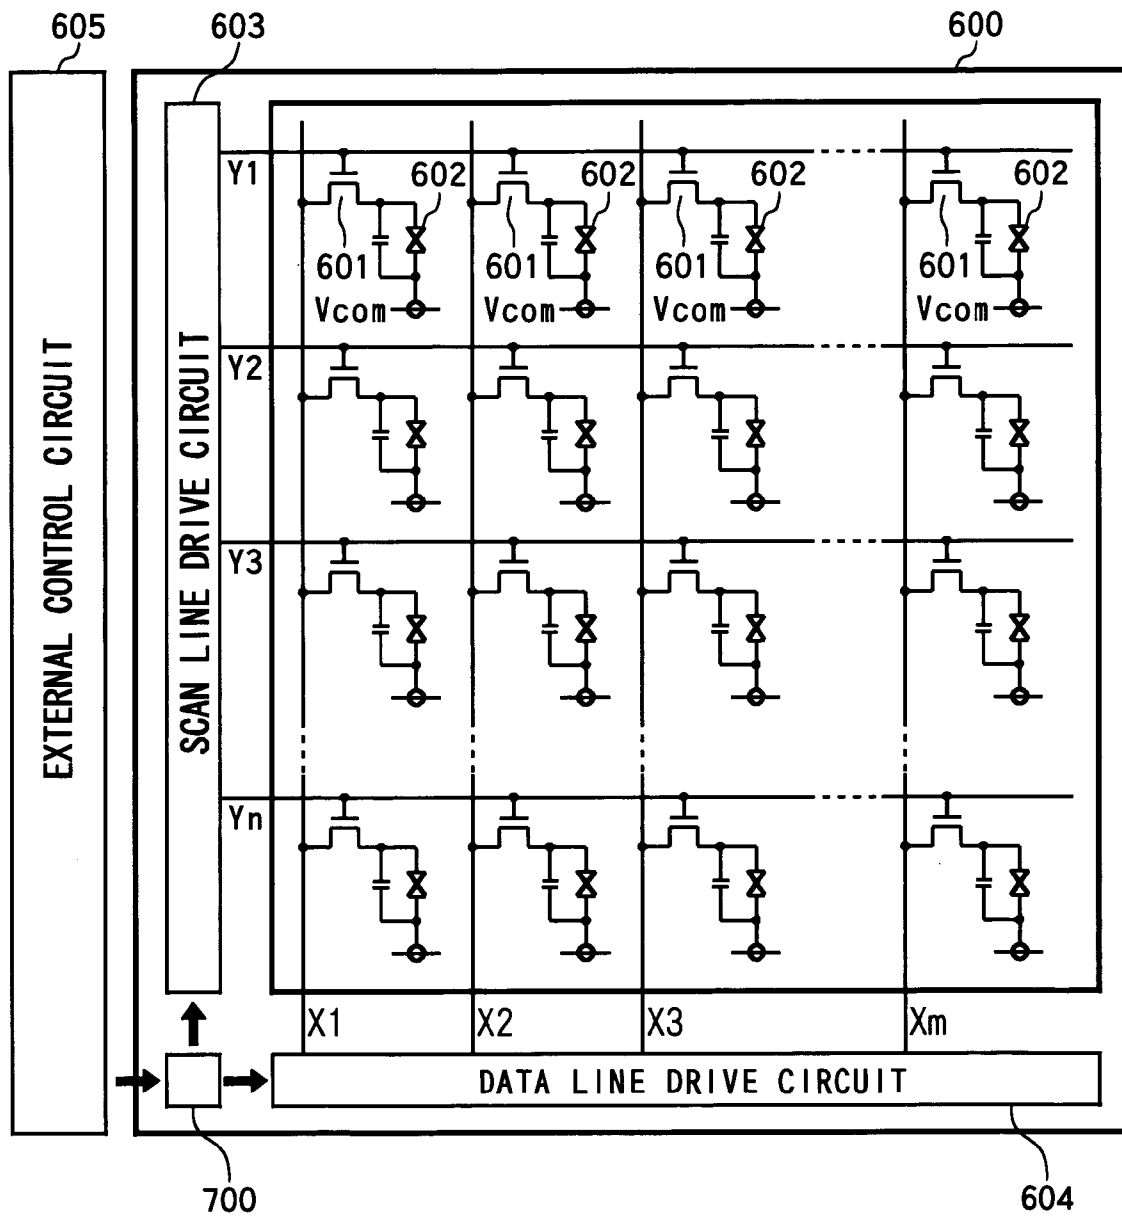 605
603
600
Y1
602
602
602
602
601
601
601
601
Vcom
Vcom
Vcom
Vcom
Y2
Y3
Yn
EXTERNAL CONTROL CIRCUIT
SCAN LINE DRIVE CIRCUIT
X1
X2
X3
Xm
DATA LINE DRIVE CIRCUIT
700
604